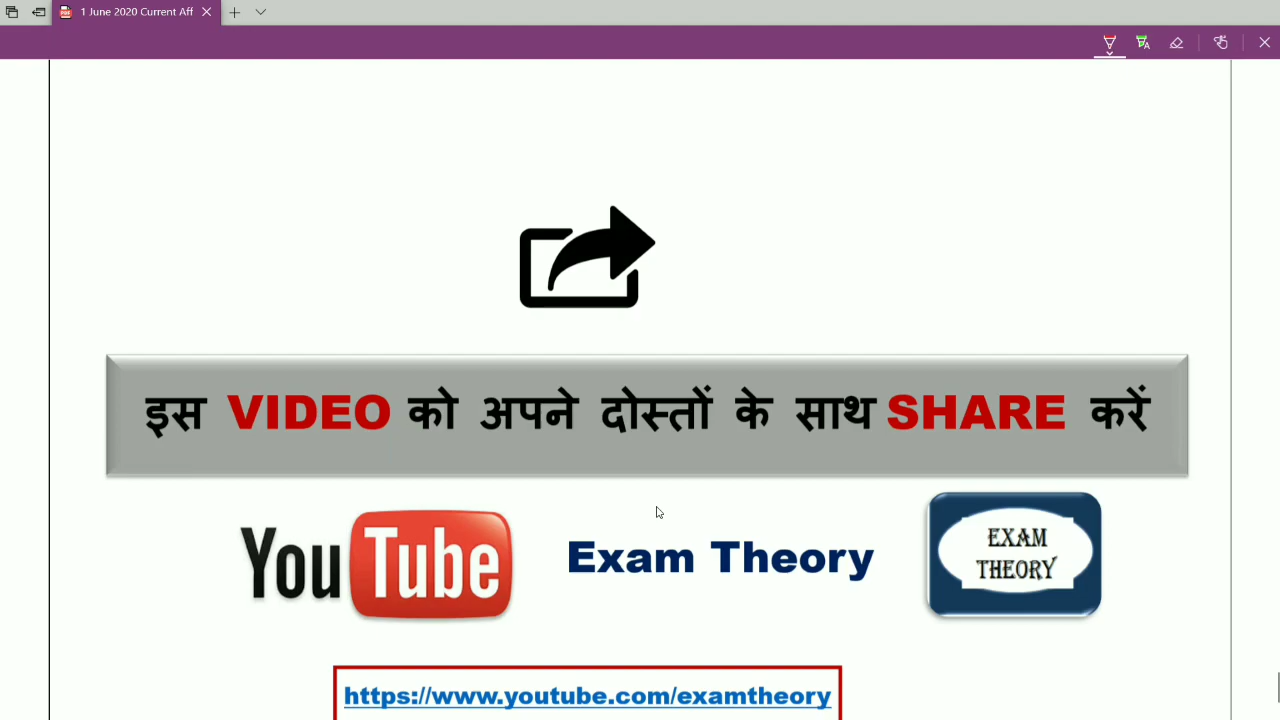 1 June 2020 Current Aff
इस VIDEO को अपने दोस्तों के साथ SHARE करें
YouTube
Exam Theory
EXAM
THEORY
https://www.youtube.com/examtheory